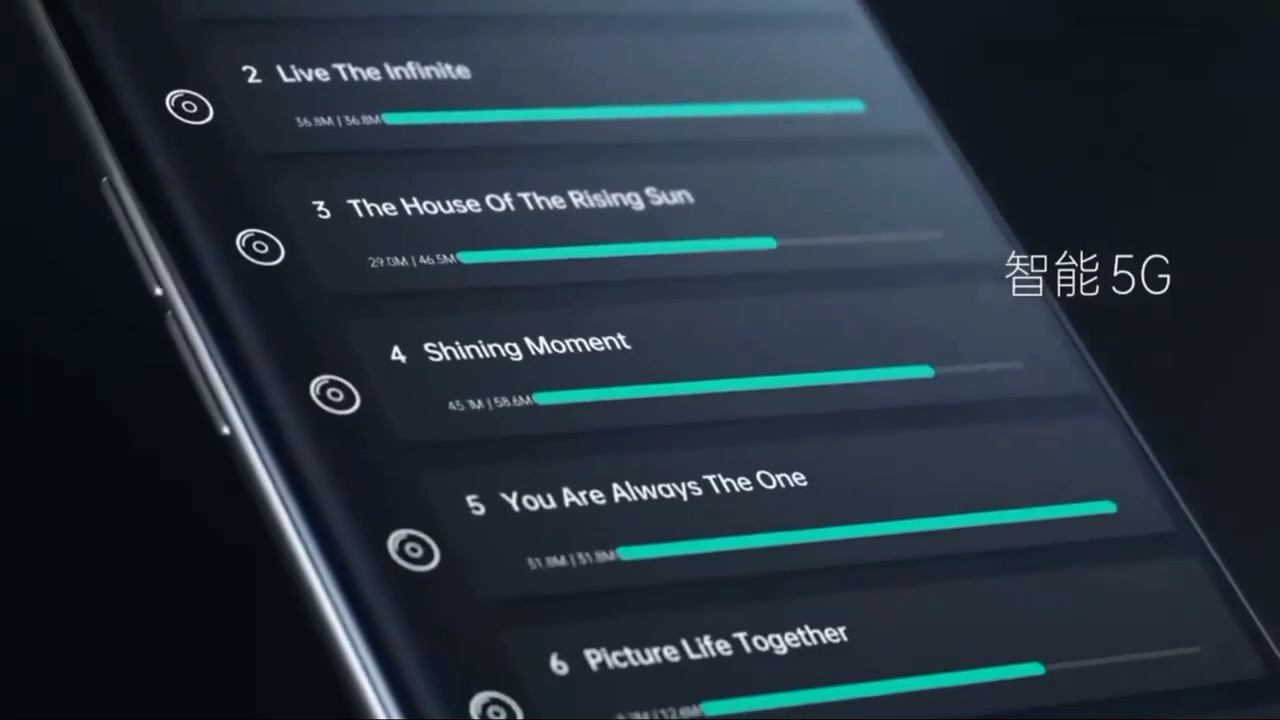 2 Live The Infinite
36.8M | 36.8M
3 The House Of The Rising Sun
29.0M | 46.5M
智能 5G
4 Shining Moment
| 58.6M
5 You Are Always The One
51.8M | 51.8M
6 Picture Life Together